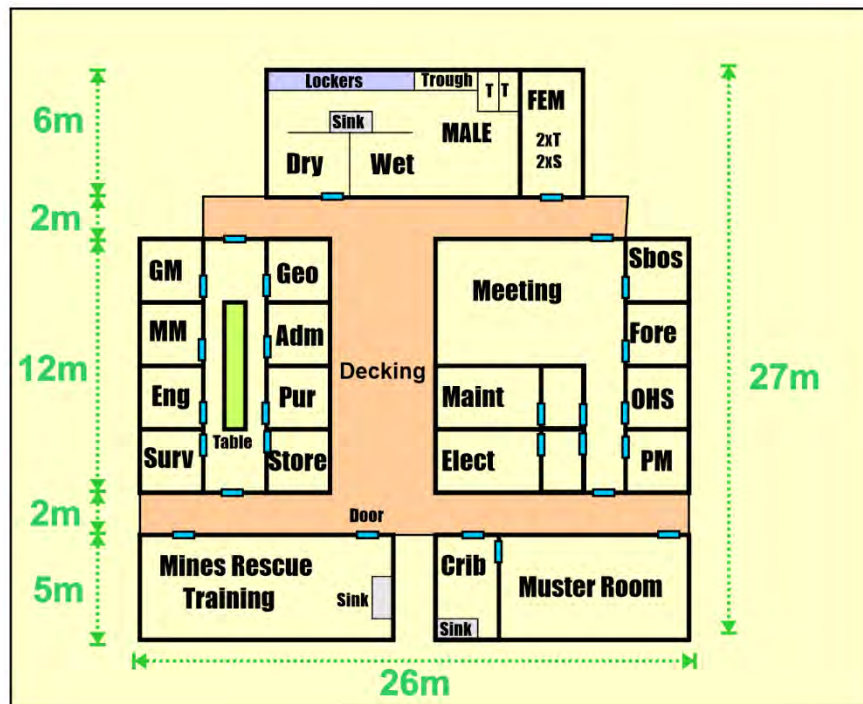 Lockers
Trough
T T
FEM
6m
Sink
MALE
2xT
2xS
Dry
Wet
2m
GM
Geo
Sbos
Meeting
MM
Adm
Fore
12m
Decking
27m
Eng
Pur
Maint
OHS
Table
Surv
Store
Elect
PM
2m
Door
Mines Rescue
Training
Crib
5m
Sink
Muster Room
Sink
26m